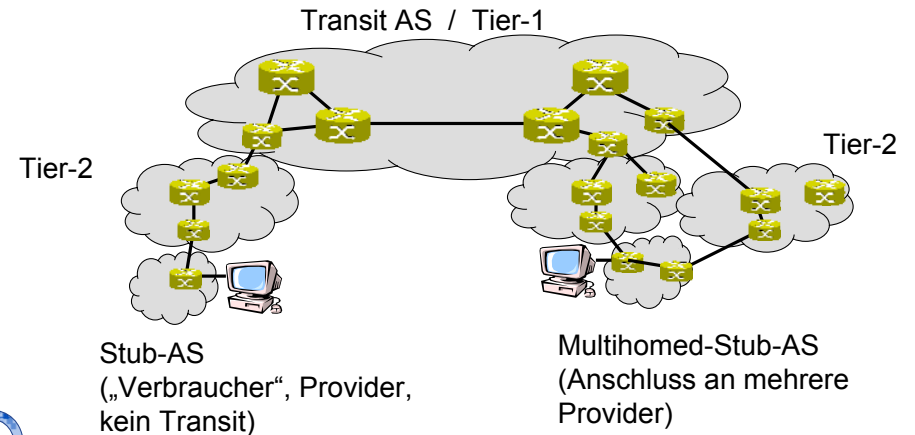 Transit AS / Tier-1
Tier-2
Tier-2
Stub-AS
(„Verbraucher“, Provider,
kein Transit)
Multihomed-Stub-AS
(Anschluss an mehrere
Provider)